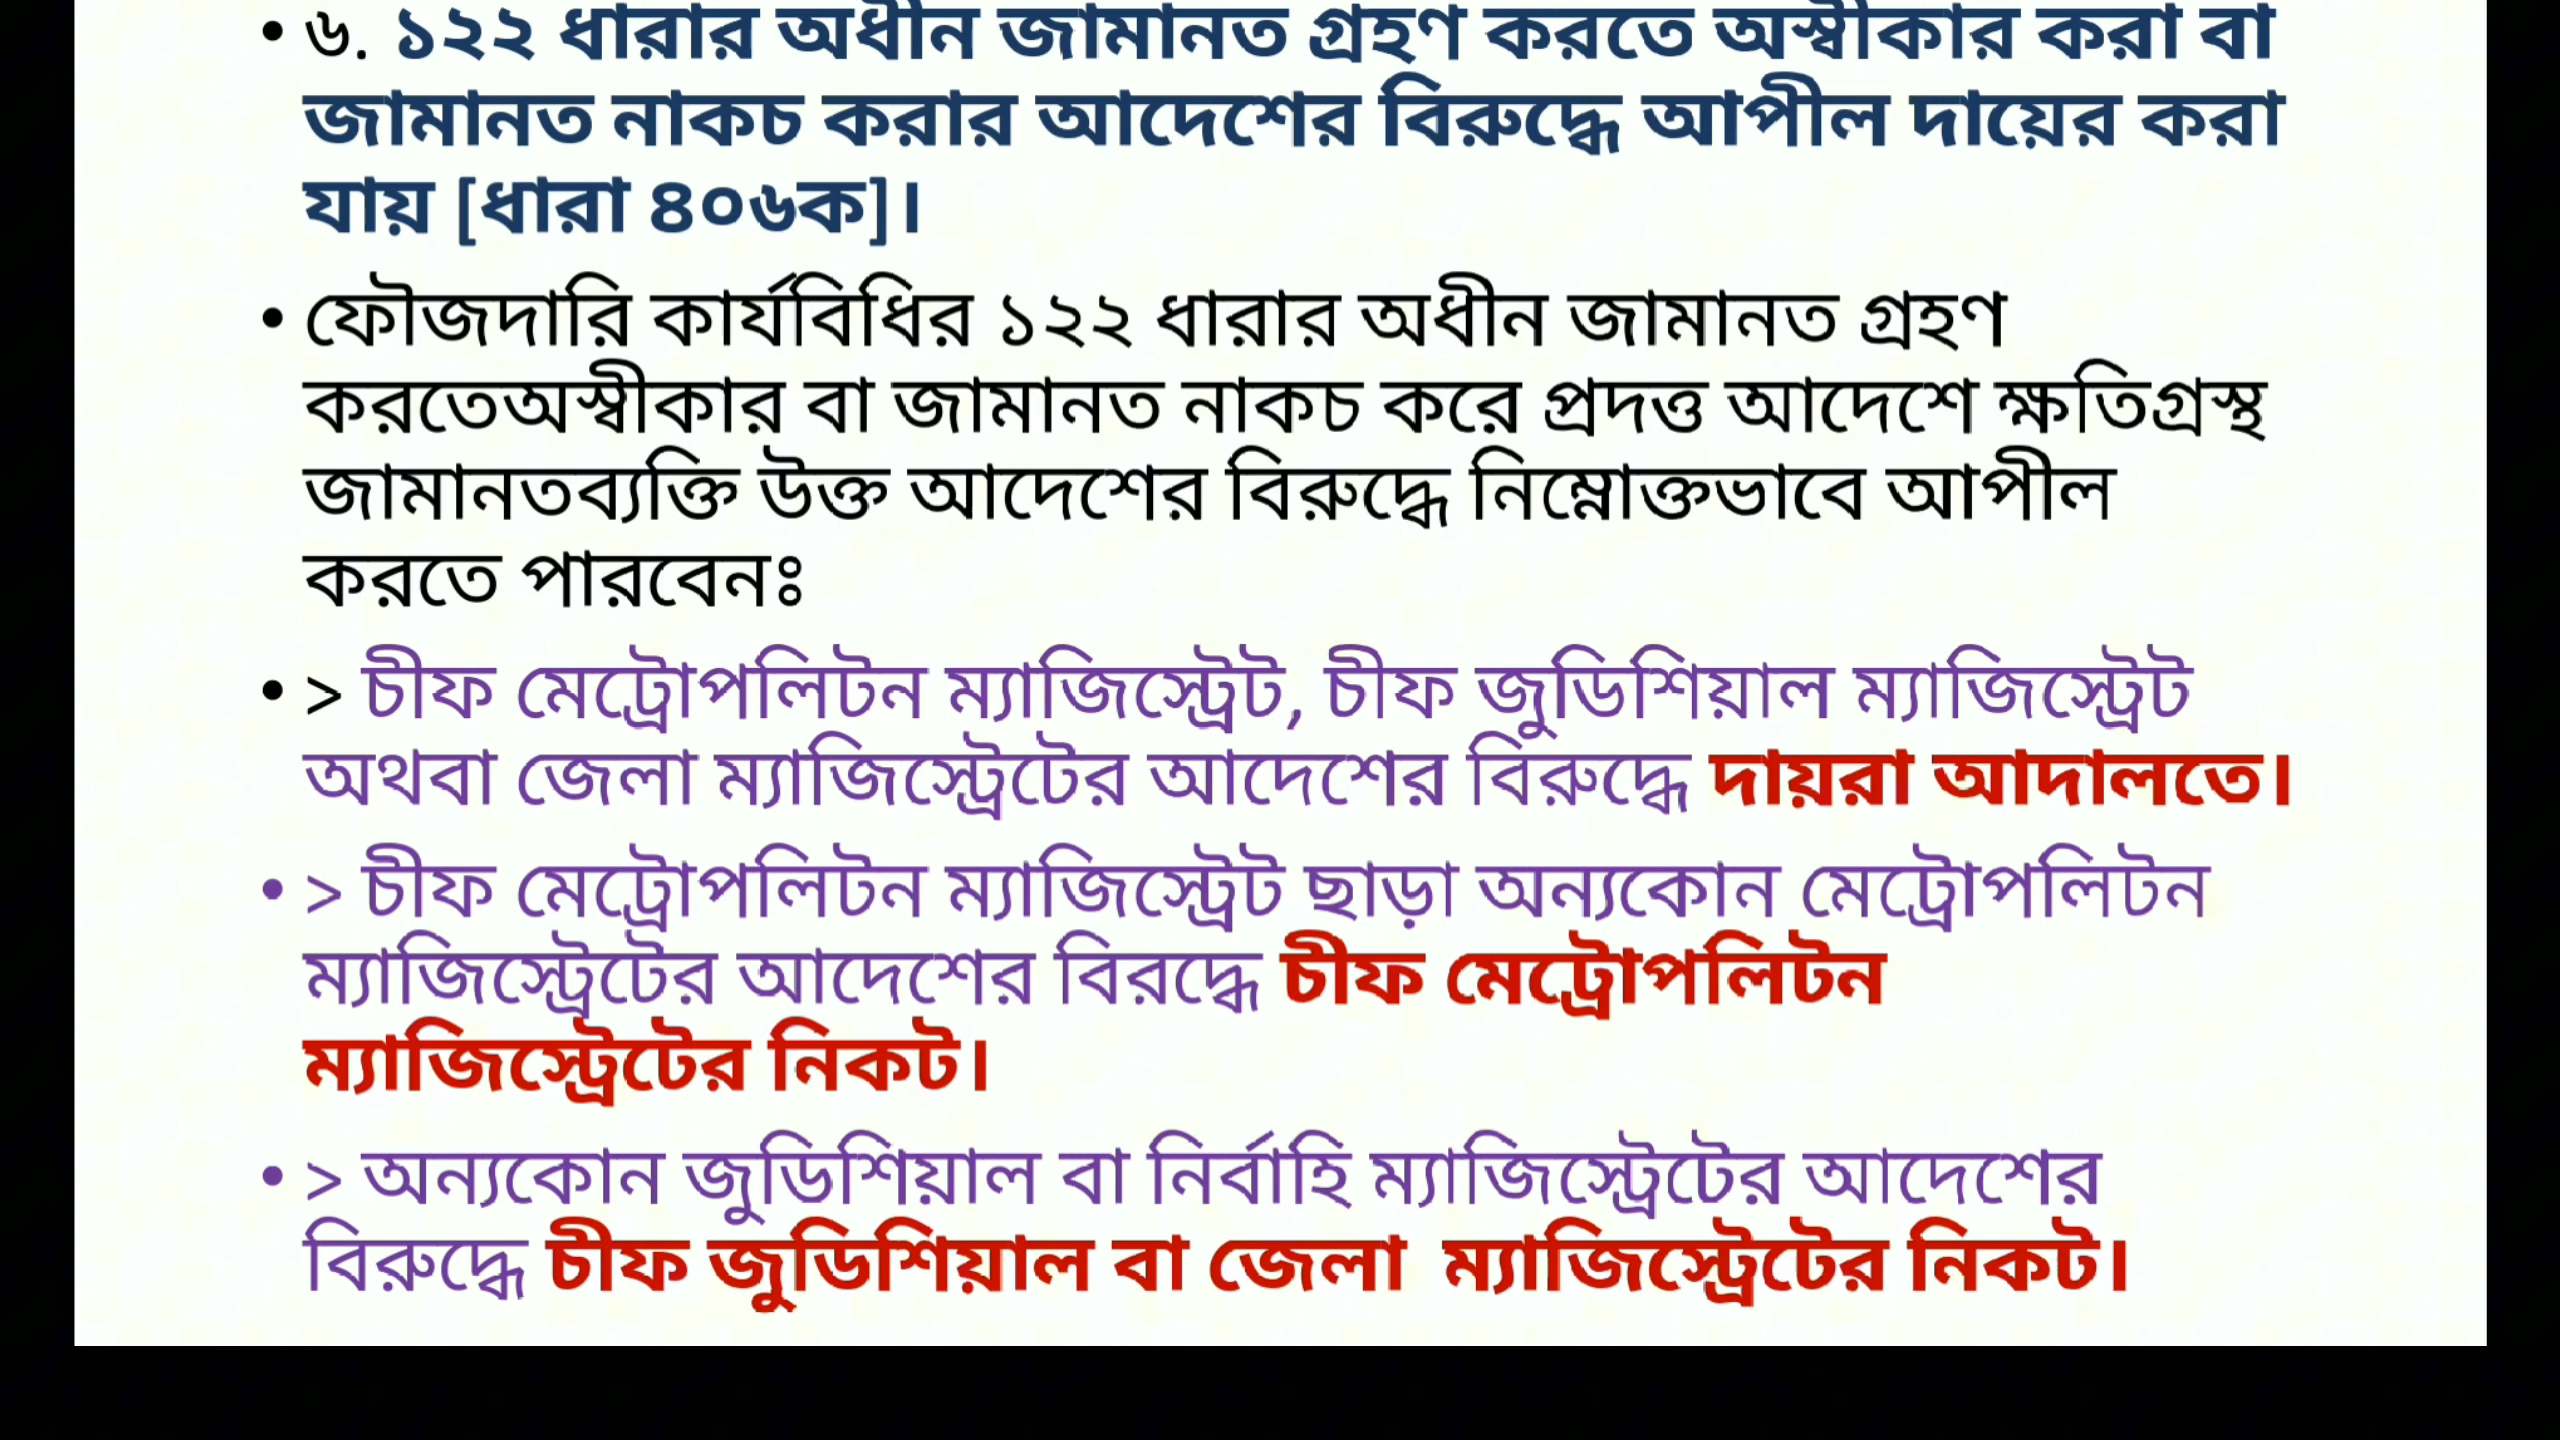 • ৬. ১২২ ধারার অধীন জামানত গ্রহণ করতে অস্বীকার করা বা
জামানত নাকচ করার আদেশের বিরুদ্ধে আপীল দায়ের করা
যায় [ধারা ৪০৬ক]।
• ফৌজদারি কার্যবিধির ১২২ ধারার অধীন জামানত গ্রহণ
করতেঅস্বীকার বা জামানত নাকচ করে প্রদত্ত আদেশে ক্ষতিগ্রস্থ
জামানতব্যক্তি উক্ত আদেশের বিরুদ্ধে নিম্নোক্তভাবে আপীল
করতে পারবেনঃ
• > চীফ মেট্রোপলিটন ম্যাজিস্ট্রেট, চীফ জুডিশিয়াল ম্যাজিস্ট্রেট
অথবা জেলা ম্যাজিস্ট্রেটের আদেশের বিরুদ্ধে দায়রা আদালতে।
• > চীফ মেট্রোপলিটন ম্যাজিস্ট্রেট ছাড়া অন্যকোন মেট্রোপলিটন
ম্যাজিস্ট্রেটের আদেশের বিরদ্ধে চীফ মেট্রোপলিটন
ম্যাজিস্ট্রেটের নিকট।
• > অন্যকোন জুডিশিয়াল বা নির্বাহি ম্যাজিস্ট্রেটের আদেশের
বিরুদ্ধে চীফ জুডিশিয়াল বা জেলা ম্যাজিস্ট্রেটের নিকট।